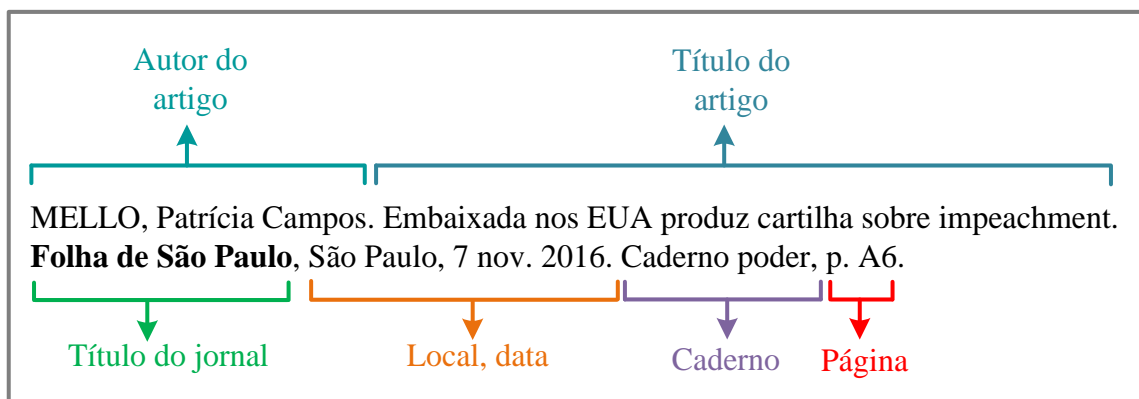 Autor do
artigo
Título do
artigo
MELLO, Patrícia Campos. Embaixada nos EUA produz cartilha sobre impeachment.
Folha de São Paulo, São Paulo, 7 nov. 2016. Caderno poder, p. A6.
Título do jornal
Local, data
Caderno
Página